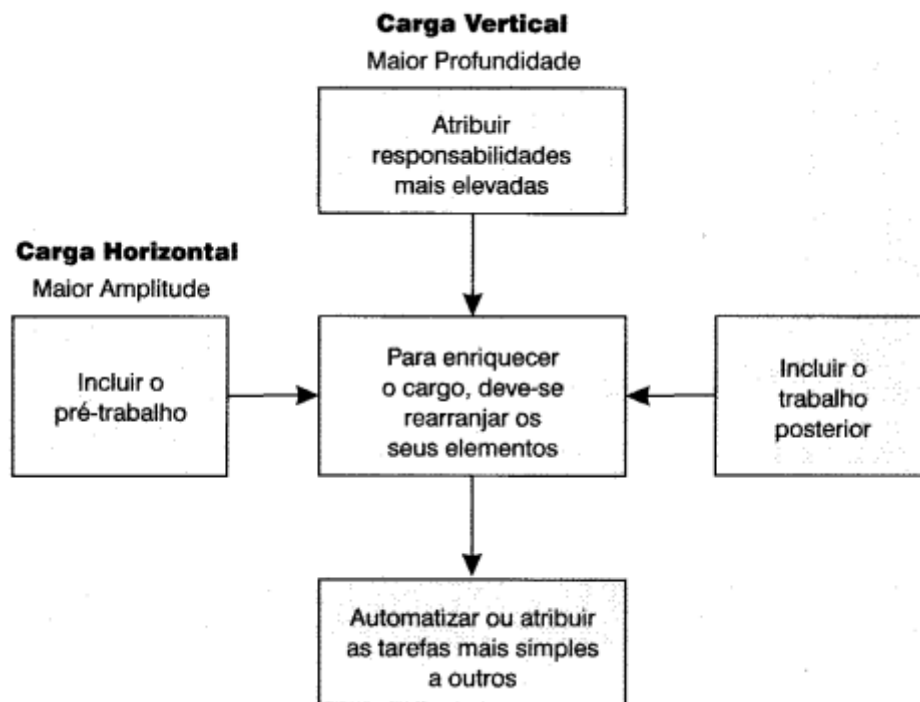 Carga Vertical
Maior Profundidade
Atribuir
responsabilidades
mais elevadas
Carga Horizontal
Maior Amplitude
Incluir o
pré-trabalho
Para enriquecer
o cargo, deve-se
rearranjar os
seus elementos
Incluir o
trabalho
posterior
Automatizar ou atribuir
as tarefas mais simples
a outros